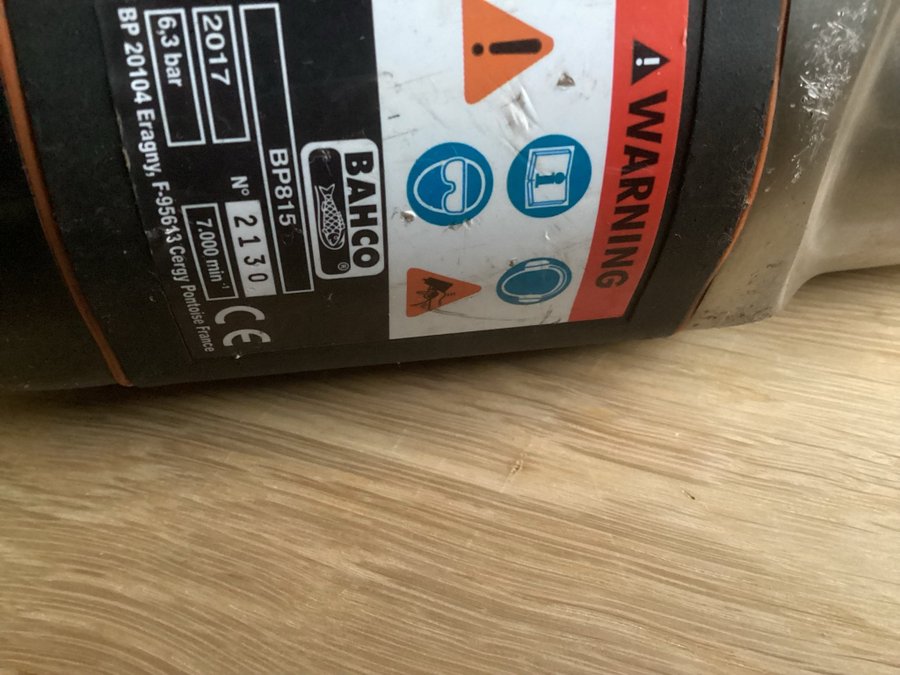 WARNING
BAHCO
®
BP815
2017
N° 2130
6,3 bar
7.000 min-1
CE
BP 20104 Eragny, F-95613 Cergy Pontoise France